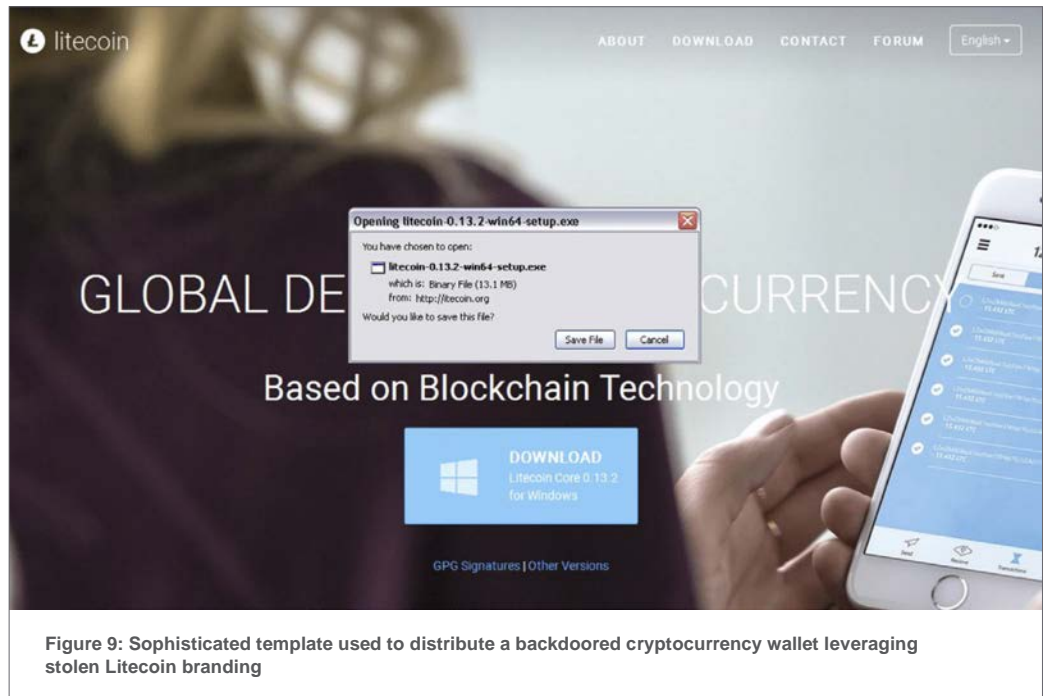 litecoin
ABOUT DOWNLOAD CONTACT FORUM English
Opening litecoin-0.13.2-win64-setup.exe
You have chosen to open:
litecoin-0.13.2-win64-setup.exe
which is: Binary File (13.1 MB)
from: http://itecoin.org
Would you like to save this file?
Save File Cancel
GLOBAL DE CURRENCY
Based on Blockchain Technology
DOWNLOAD
Litecoin Core 0.13.2
for Windows
GPG Signatures | Other Versions
Send Receive Transactions
Figure 9: Sophisticated template used to distribute a backdoored cryptocurrency wallet leveraging
stolen Litecoin branding